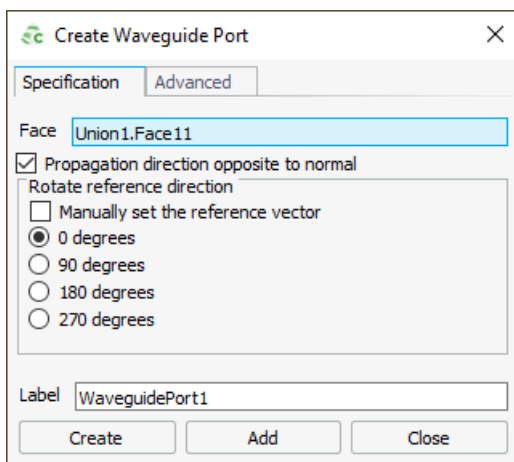 Create Waveguide Port
Specification Advanced
Face Union1.Face11
Propagation direction opposite to normal
Rotate reference direction
Manually set the reference vector
0 degrees
90 degrees
180 degrees
270 degrees
Label WaveguidePort1
Create Add Close